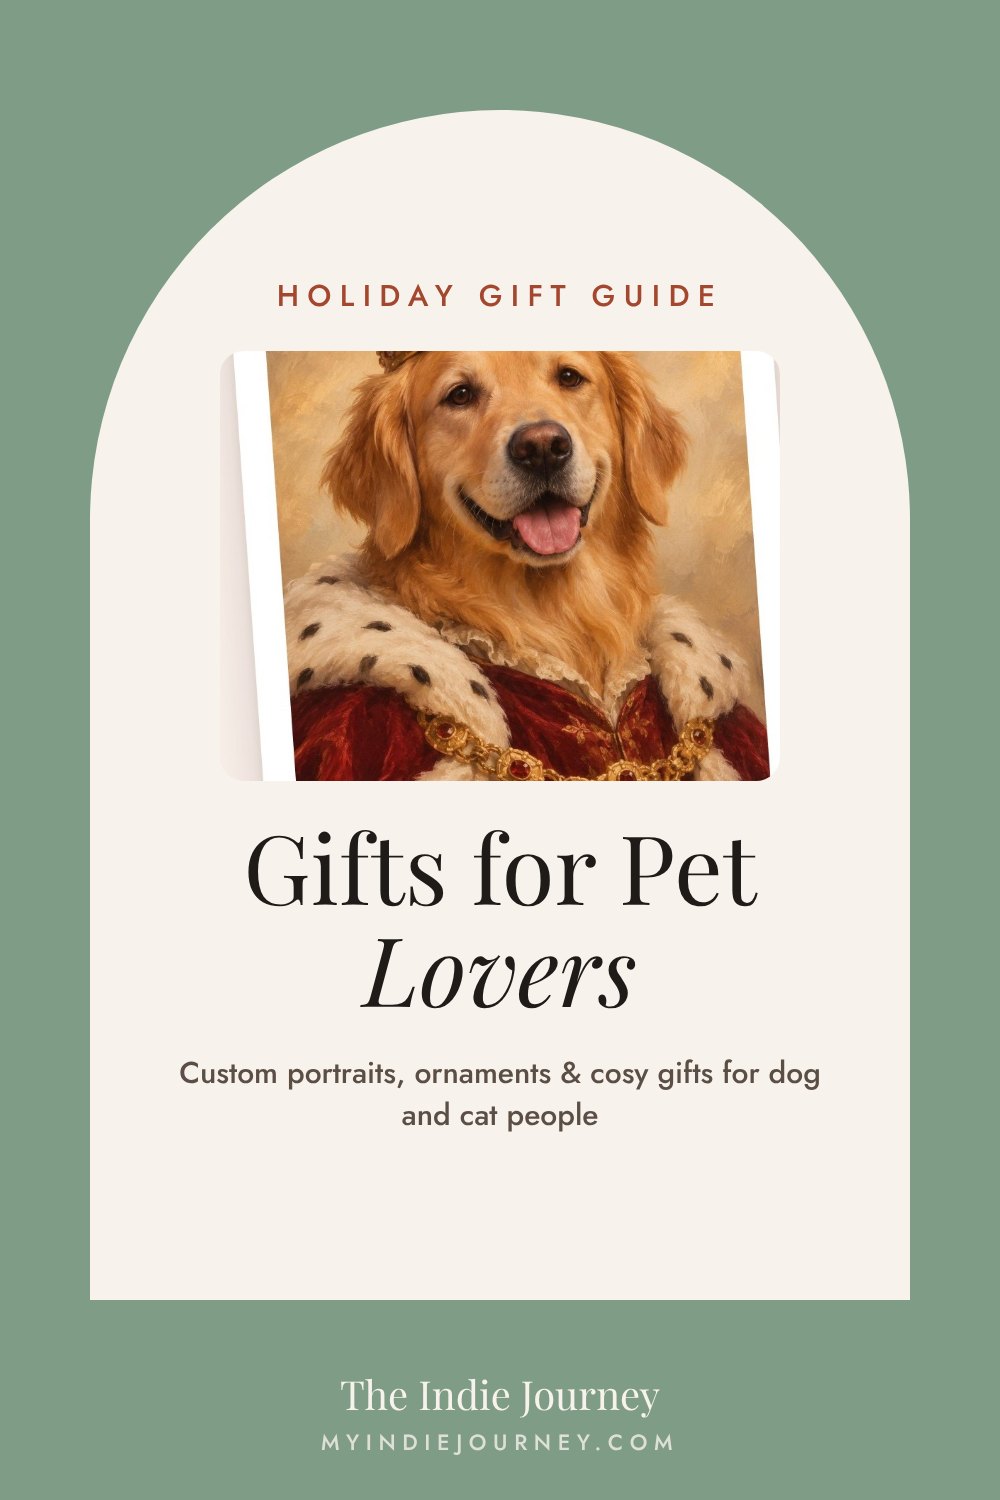 HOLIDAY GIFT GUIDE
Gifts for Pet
Lovers
Custom portraits, ornaments & cosy gifts for dog
and cat people
The Indie Journey
MYINDIEJOURNEY.COM